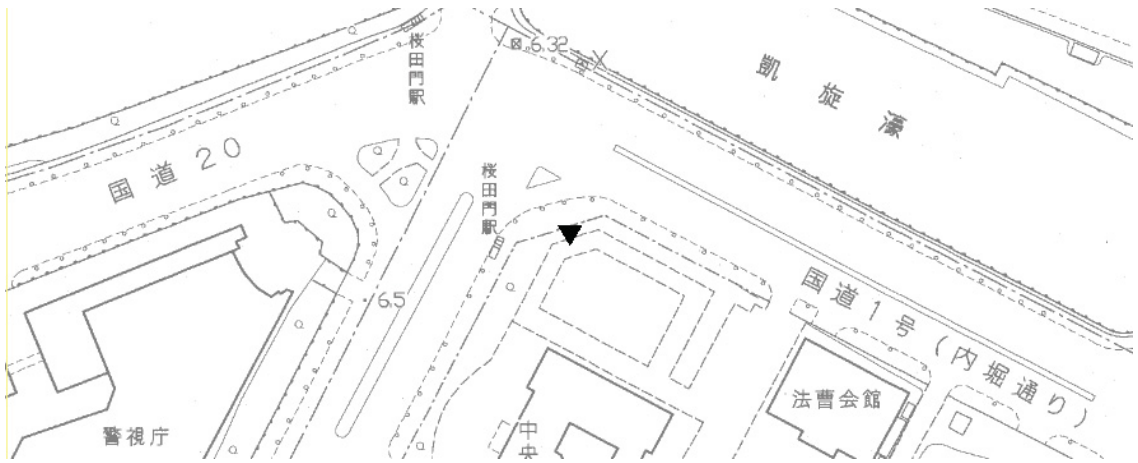 桜田門駅
6.32
凱旋濠
国道20
桜田門駅
6.5
国道1号(内堀通り)
法曹会館
警視庁
中央